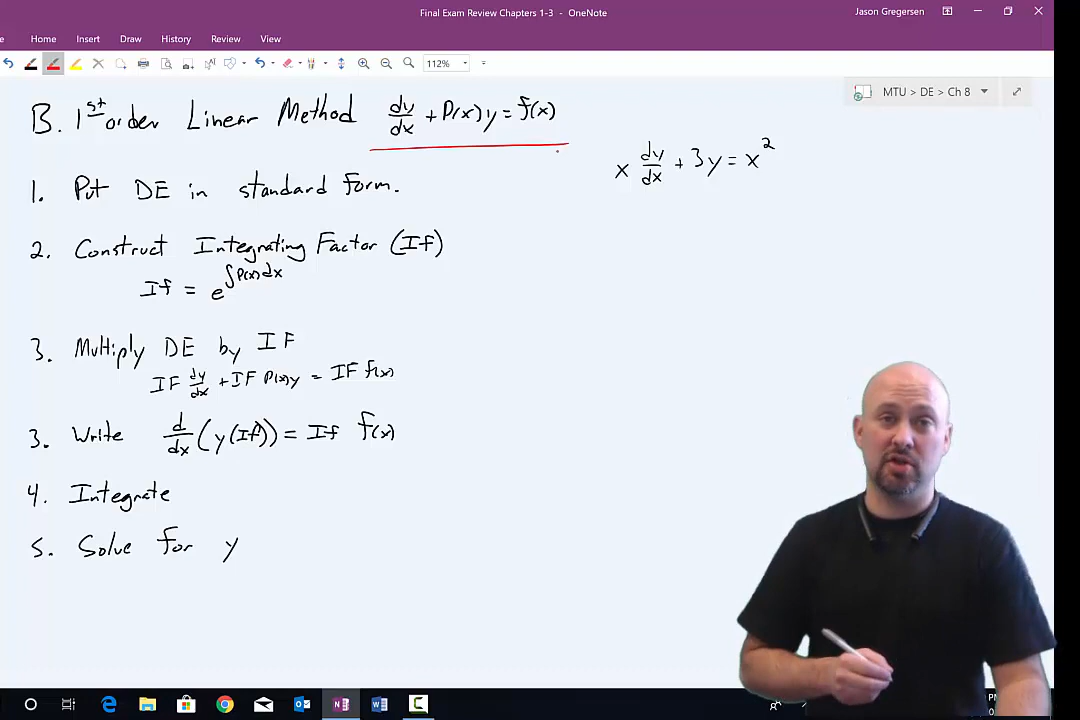 Final Exam Review Chapters 1-3 - OneNote
Jason Gregersen
Home Insert Draw History Review View
112%
MTU > DE > Ch 8
B. 1st order Linear Method dy/dx + P(x)y = f(x)
x dy/dx + 3y = x²
1. Put DE in standard form.
2. Construct Integrating Factor (If)
If = e^∫P(x)dx
3. Multiply DE by IF
IF dy/dx + IF P(x)y = IF f(x)
3. Write d/dx (y(If)) = If f(x)
4. Integrate
5. Solve for y